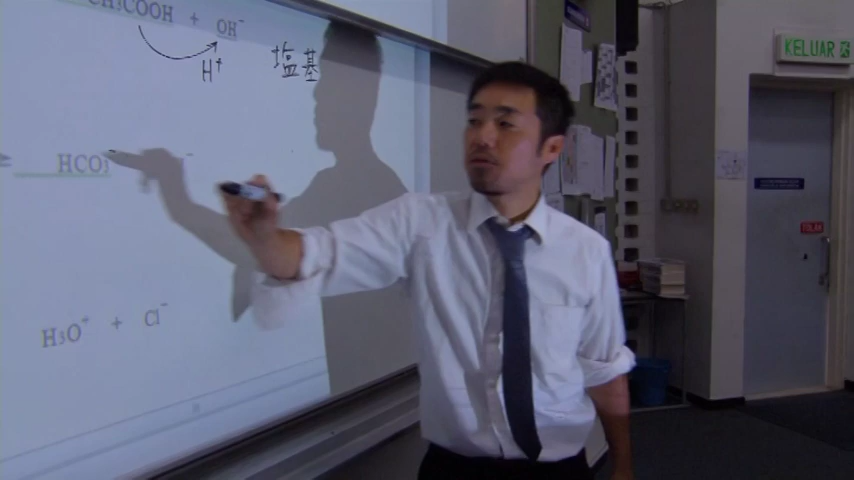 CH3COOH + OH⁻
H⁺
塩基
HCO3
H3O⁺ + Cl⁻
KELUAR
TOLAK